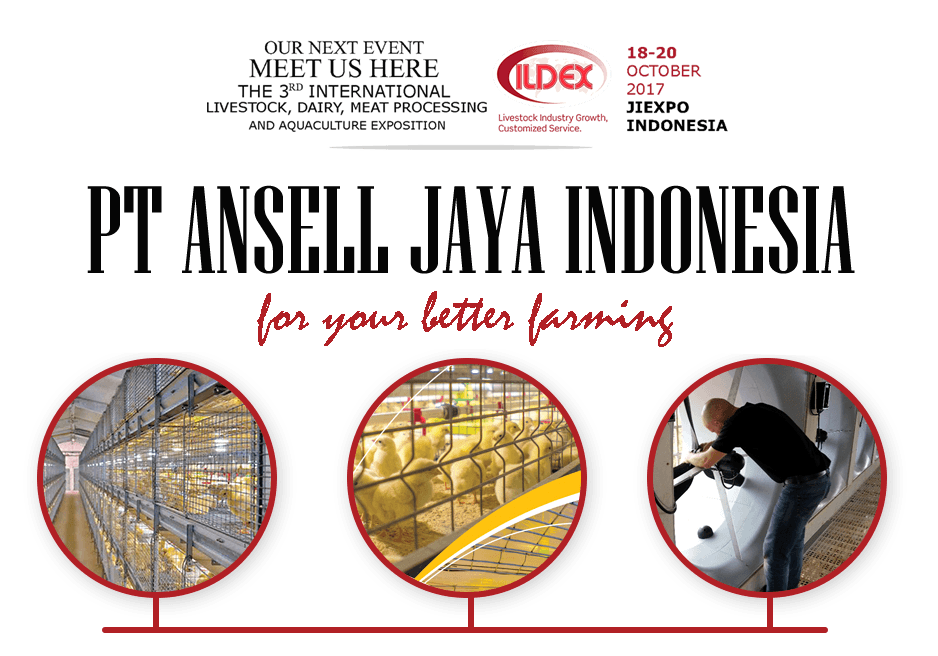 OUR NEXT EVENT
MEET US HERE
THE 3RD INTERNATIONAL
LIVESTOCK, DAIRY, MEAT PROCESSING
AND AQUACULTURE EXPOSITION
ILDEX
Livestock Industry Growth,
Customized Service.
18-20
OCTOBER
2017
JIEXPO
INDONESIA
PT ANSELL JAYA INDONESIA
for your better farming